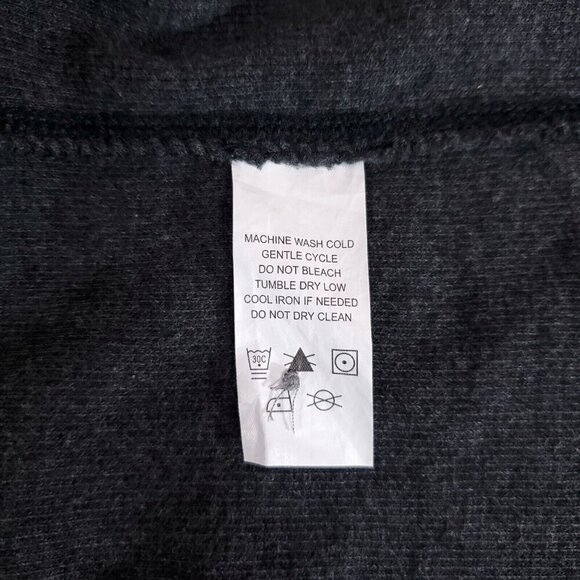 MACHINE WASH COLD
GENTLE CYCLE
DO NOT BLEACH
TUMBLE DRY LOW
COOL IRON IF NEEDED
DO NOT DRY CLEAN
30C